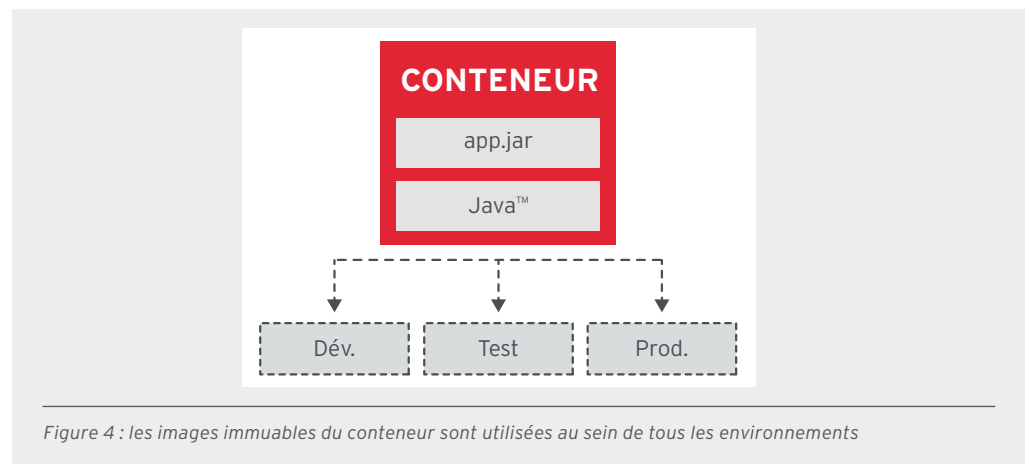 CONTENEUR
app.jar
Java™
Dév.
Test
Prod.
Figure 4 : les images immuables du conteneur sont utilisées au sein de tous les environnements